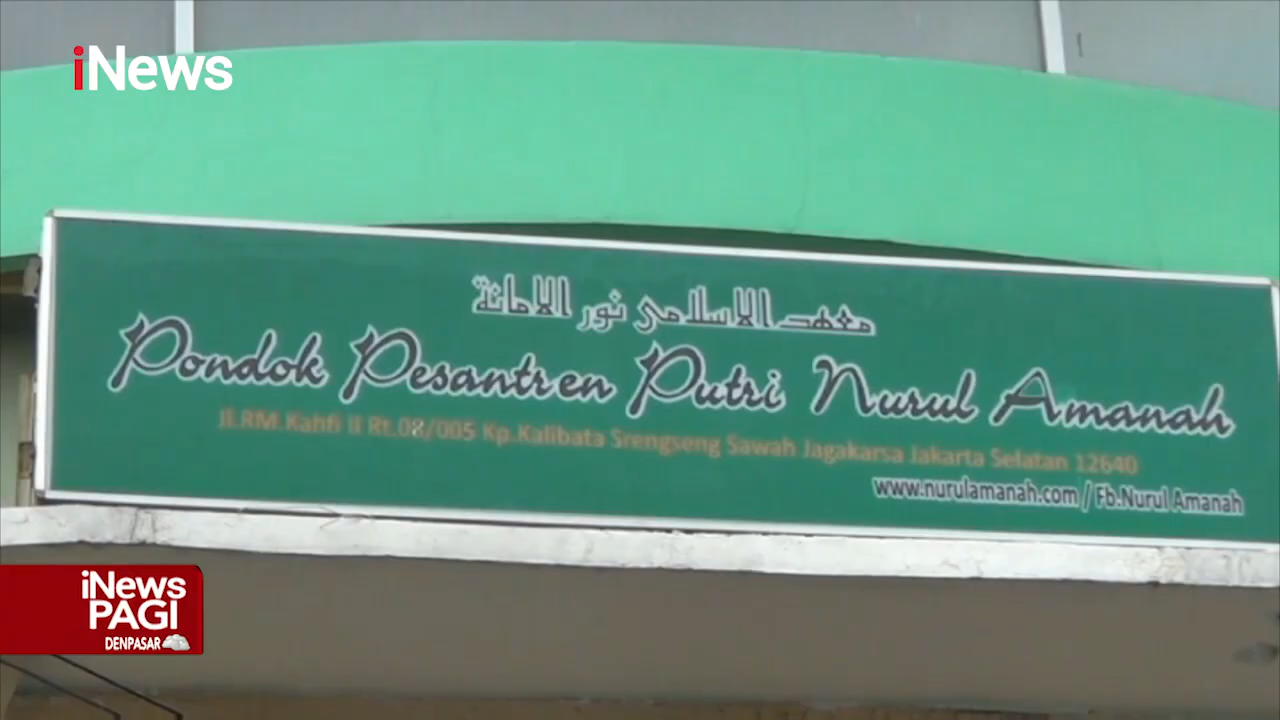 iNews
معهد الاسلامي نور الامانة
Pondok Pesantren Putri Nurul Amanah
Jl.RM.Kahfi II Rt.08/005 Kp.Kalibata Srengseng Sawah Jagakarsa Jakarta Selatan 12640
www.nurulamanah.com / Fb.Nurul Amanah
iNews
PAGI
DENPASAR